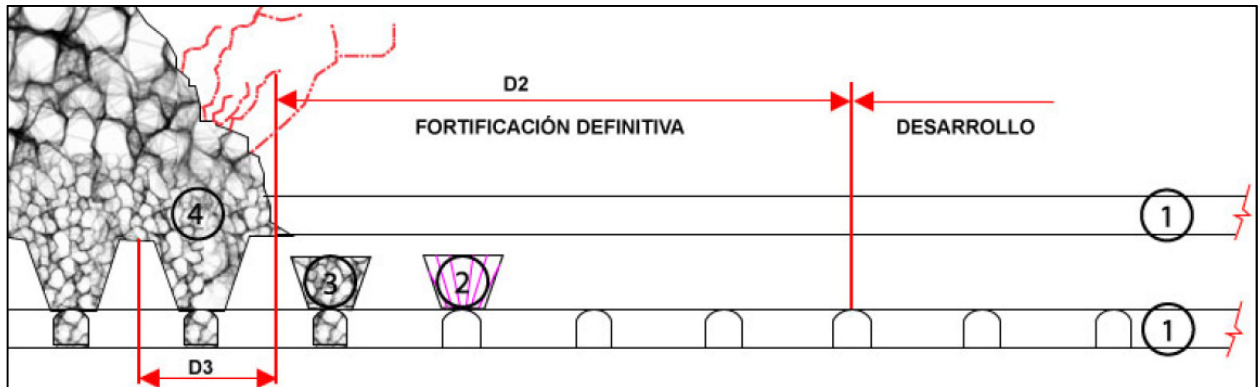 D2
FORTIFICACIÓN DEFINITIVA
DESARROLLO
4
1
3
2
1
D3